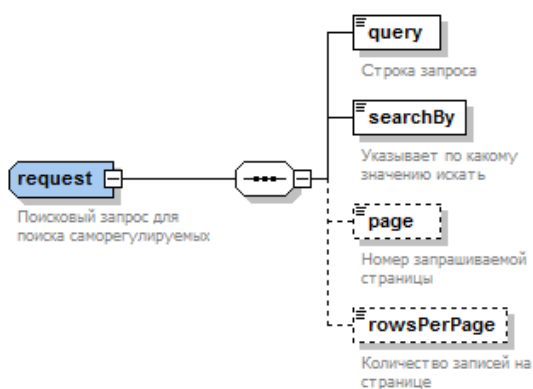 query
Строка запроса
searchBy
Указывает по какому
значению искать
request
Поисковый запрос для
поиска саморегулируемых
page
Номер запрашиваемой
страницы
rowsPerPage
Количество записей на
странице